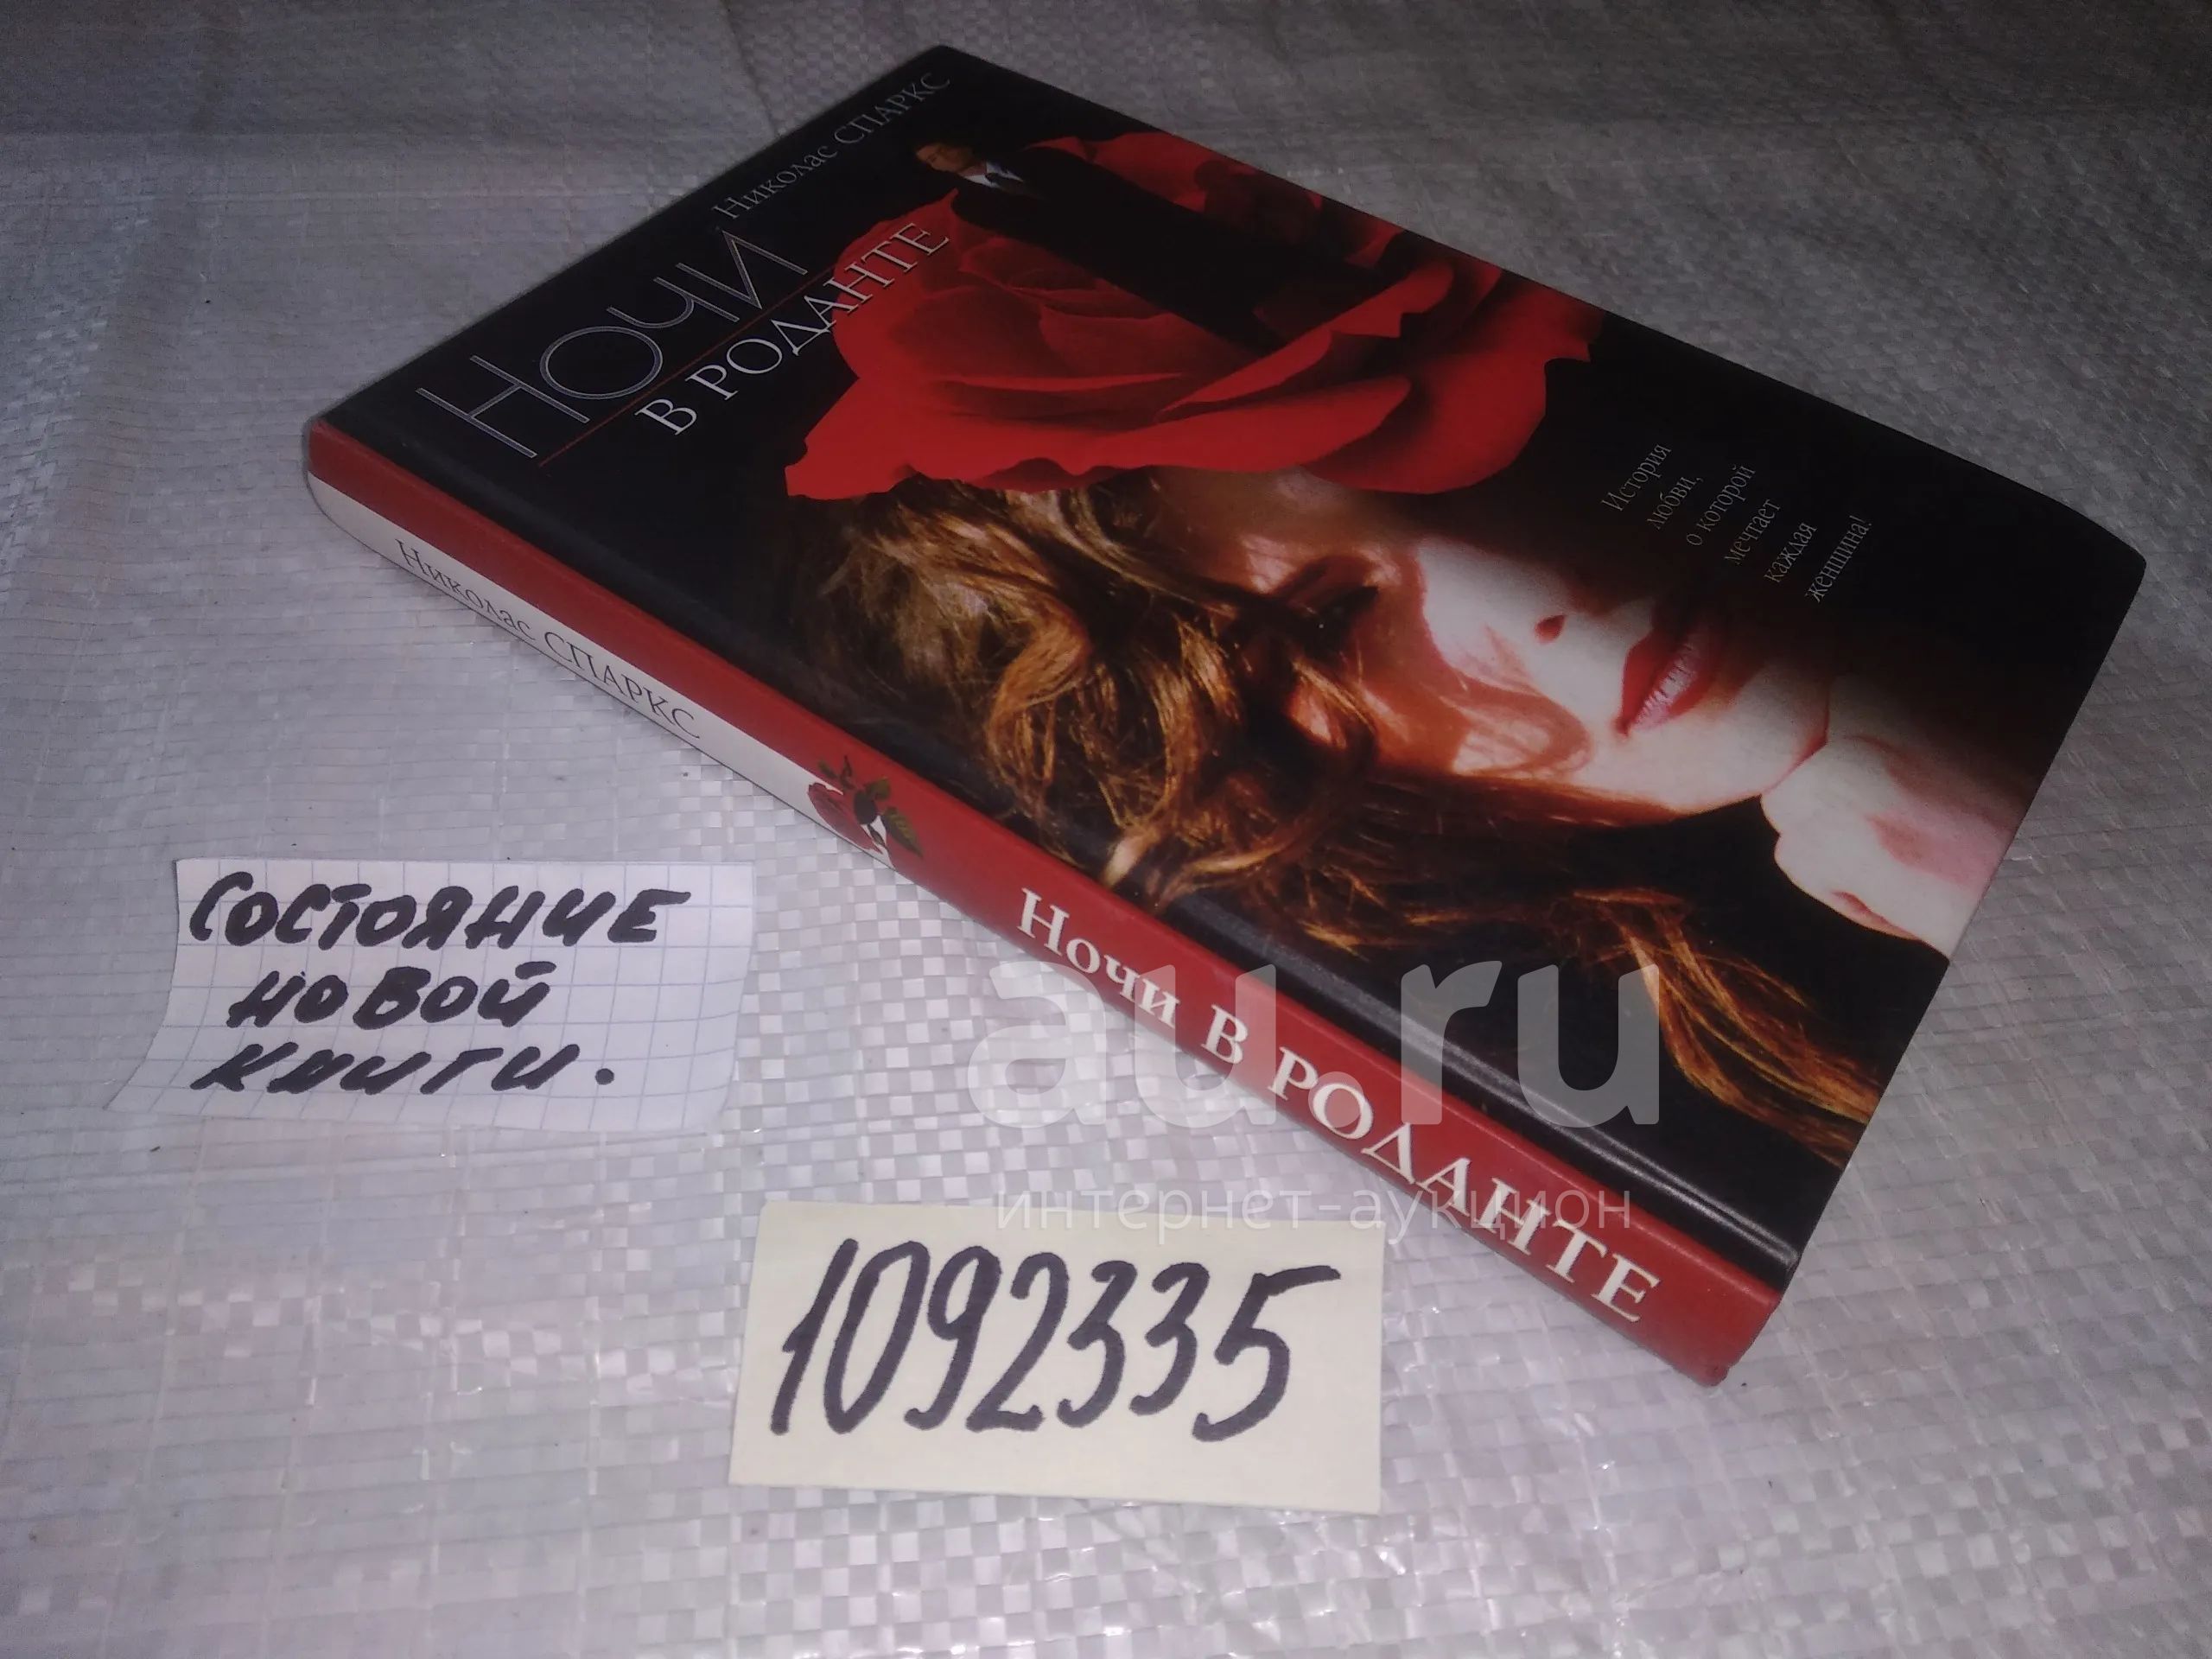 Николас СПАРКС
НОЧИ
В РОДАНТЕ
История
любви,
о которой
мечтает
каждая
женщина!
Николас СПАРКС
Ночи В РОДАНТЕ
СОСТОЯНИЕ
НОВОЙ
КНИГИ.
au.ru
интернет-аукцион
1092335